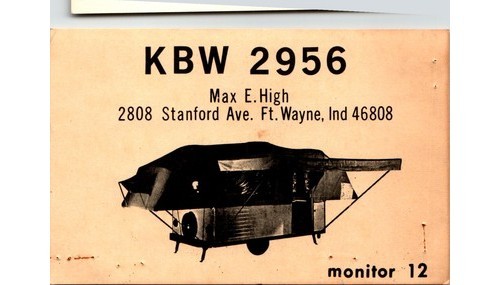 KBW 2956
Max E. High
2808 Stanford Ave. Ft. Wayne, Ind 46808
monitor 12